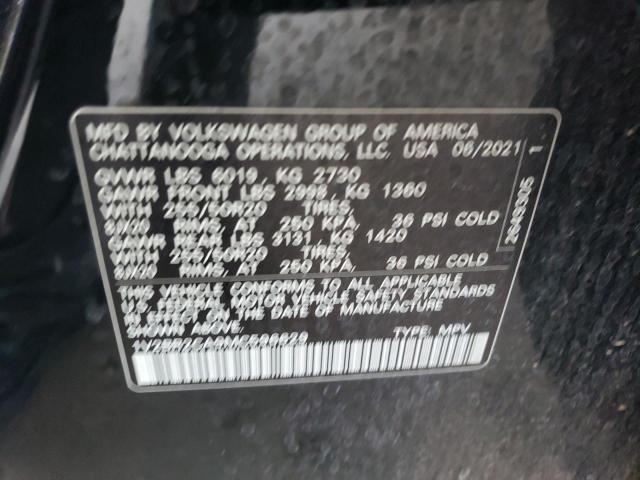 MFD BY VOLKSWAGEN GROUP OF AMERICA
CHATTANOOGA OPERATIONS, LLC. USA 06/2021
GVWR LBS 6019 , KG 2730
GAWR FRONT LBS 2998, KG 1360
WITH 255/50R20 TIRES,
8JX20 RIMS, AT 250 KPA, 36 PSI COLD
GAWR REAR LBS 3131, KG 1420
WITH 255/50R20 TIRES,
8JX20 RIMS, AT 250 KPA, 36 PSI COLD
THIS VEHICLE CONFORMS TO ALL APPLICABLE
U.S. FEDERAL MOTOR VEHICLE SAFETY STANDARDS
IN EFFECT ON THE DATE OF MANUFACTURE
SHOWN ABOVE.
TYPE: MPV
1